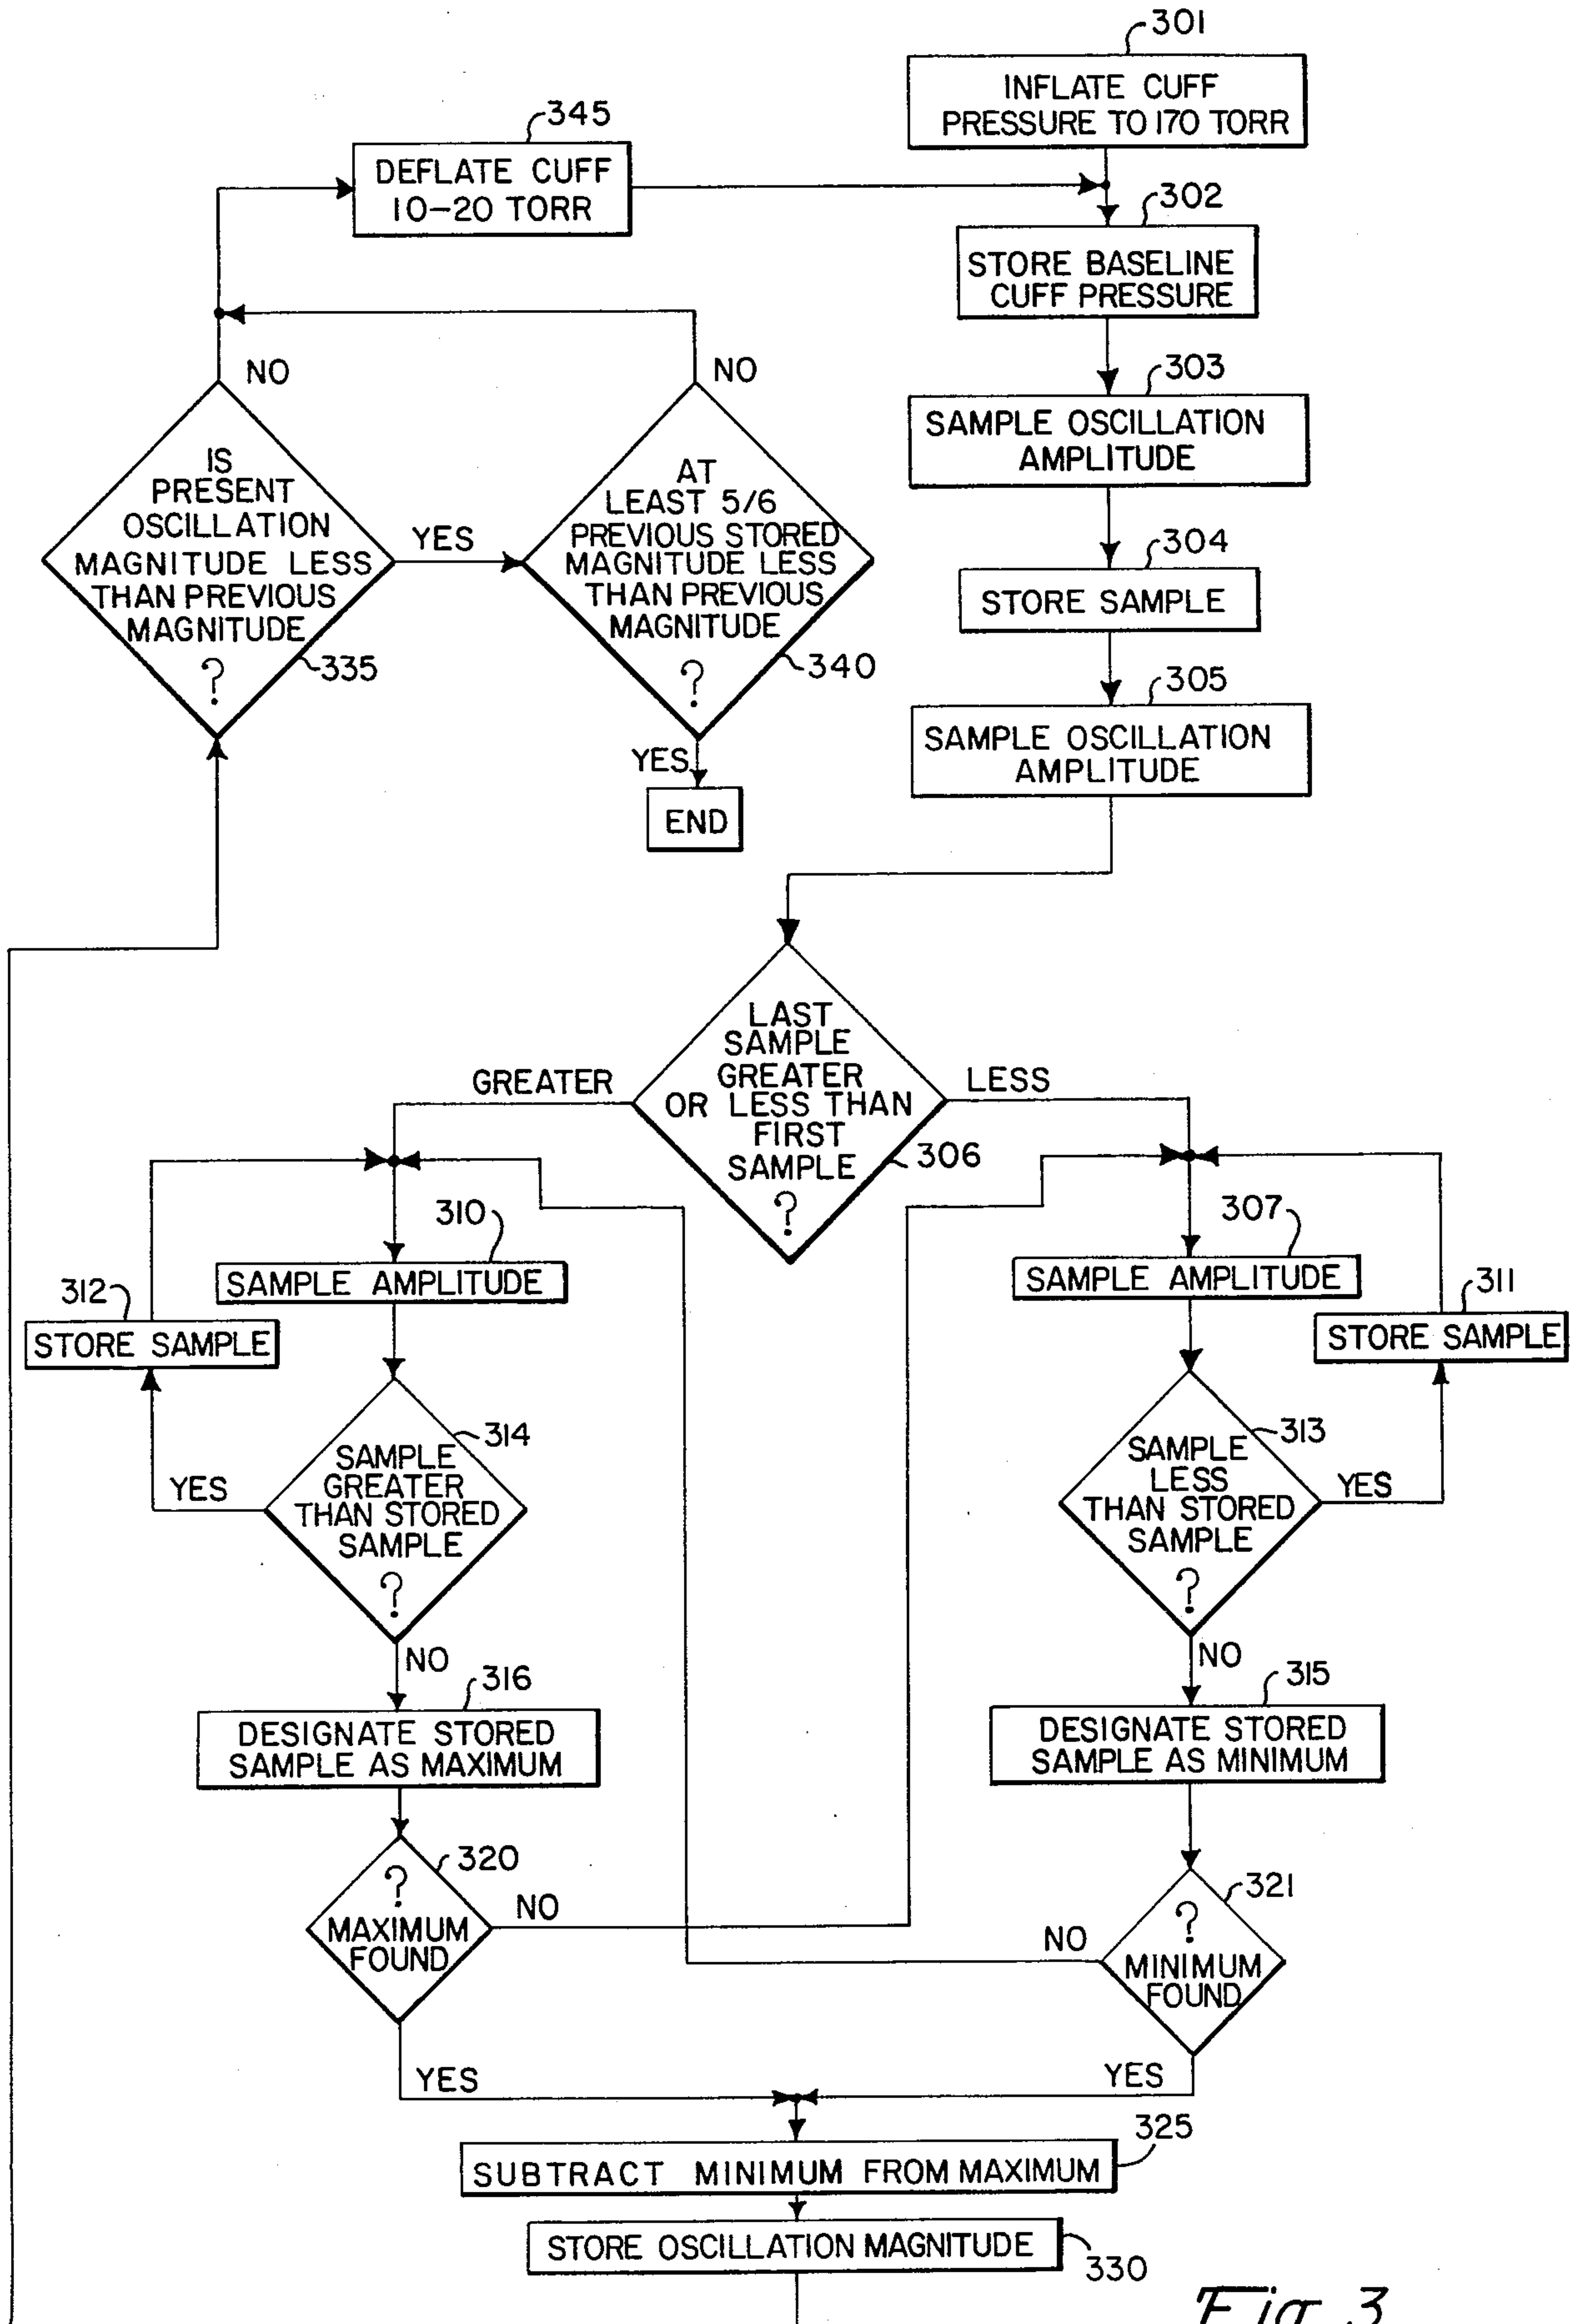 301
INFLATE CUFF
PRESSURE TO 170 TORR
345
DEFLATE CUFF
10-20 TORR
302
STORE BASELINE
CUFF PRESSURE
303
SAMPLE OSCILLATION
AMPLITUDE
304
STORE SAMPLE
305
SAMPLE OSCILLATION
AMPLITUDE
NO
IS
PRESENT
OSCILLATION
MAGNITUDE LESS
THAN PREVIOUS
MAGNITUDE
?
335
YES
NO
AT
LEAST 5/6
PREVIOUS STORED
MAGNITUDE LESS
THAN PREVIOUS
MAGNITUDE
?
340
YES
END
LAST
SAMPLE
GREATER
OR LESS THAN
FIRST
SAMPLE
?
306
GREATER
LESS
310
SAMPLE AMPLITUDE
312
STORE SAMPLE
314
SAMPLE
GREATER
THAN STORED
SAMPLE
?
YES
NO
316
DESIGNATE STORED
SAMPLE AS MAXIMUM
320
?
MAXIMUM
FOUND
NO
YES
307
SAMPLE AMPLITUDE
311
STORE SAMPLE
313
SAMPLE
LESS
THAN STORED
SAMPLE
?
YES
NO
315
DESIGNATE STORED
SAMPLE AS MINIMUM
321
?
MINIMUM
FOUND
NO
YES
325
SUBTRACT MINIMUM FROM MAXIMUM
STORE OSCILLATION MAGNITUDE
330
Fig. 3